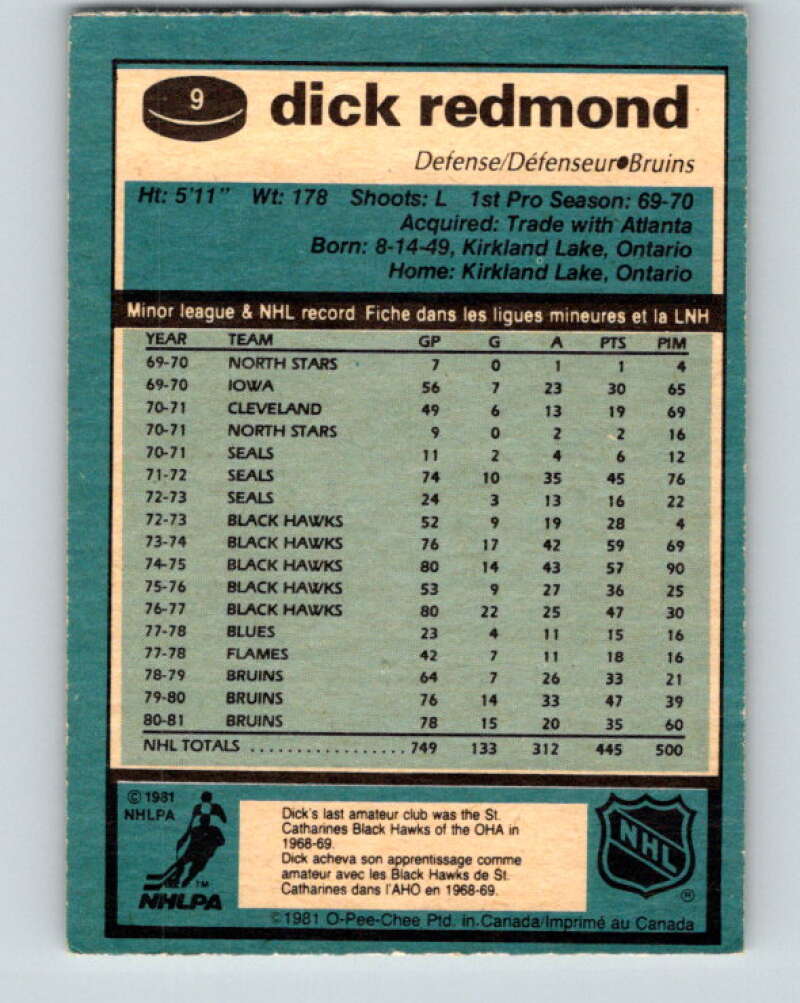 9 dick redmond
Defense/Défenseur●Bruins
Ht: 5'11" Wt: 178 Shoots: L 1st Pro Season: 69-70
Acquired: Trade with Atlanta
Born: 8-14-49, Kirkland Lake, Ontario
Home: Kirkland Lake, Ontario
Minor league & NHL record Fiche dans les ligues mineures et la LNH
YEAR TEAM GP G A PTS PIM
69-70 NORTH STARS 7 0 1 1 4
69-70 IOWA 56 7 23 30 65
70-71 CLEVELAND 49 6 13 19 69
70-71 NORTH STARS 9 0 2 2 16
70-71 SEALS 11 2 4 6 12
71-72 SEALS 74 10 35 45 76
72-73 SEALS 24 3 13 16 22
72-73 BLACK HAWKS 52 9 19 28 4
73-74 BLACK HAWKS 76 17 42 59 69
74-75 BLACK HAWKS 80 14 43 57 90
75-76 BLACK HAWKS 53 9 27 36 25
76-77 BLACK HAWKS 80 22 25 47 30
77-78 BLUES 23 4 11 15 16
77-78 FLAMES 42 7 11 18 16
78-79 BRUINS 64 7 26 33 21
79-80 BRUINS 76 14 33 47 39
80-81 BRUINS 78 15 20 35 60
NHL TOTALS ................. 749 133 312 445 500
© 1981
NHLPA
TM
NHLPA
Dick's last amateur club was the St.
Catharines Black Hawks of the OHA in
1968-69.
Dick acheva son apprentissage comme
amateur avec les Black Hawks de St.
Catharines dans l'AHO en 1968-69.
NHL
®
©1981 O-Pee-Chee Ptd. in Canada/Imprimé au Canada